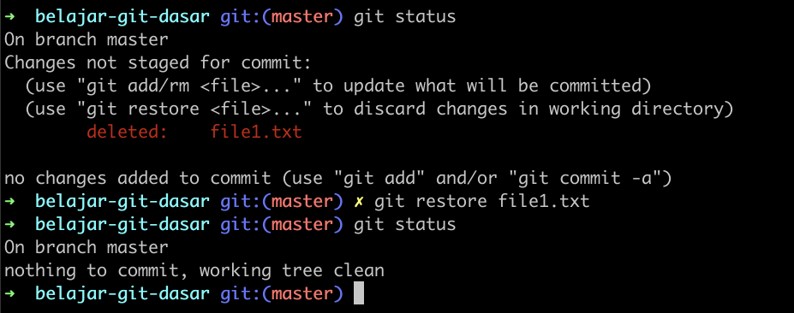 ➜  belajar-git-dasar git:(master) git status
On branch master
Changes not staged for commit:
  (use "git add/rm <file>..." to update what will be committed)
  (use "git restore <file>..." to discard changes in working directory)
        deleted:    file1.txt

no changes added to commit (use "git add" and/or "git commit -a")
➜  belajar-git-dasar git:(master) ✗ git restore file1.txt
➜  belajar-git-dasar git:(master) git status
On branch master
nothing to commit, working tree clean
➜  belajar-git-dasar git:(master)